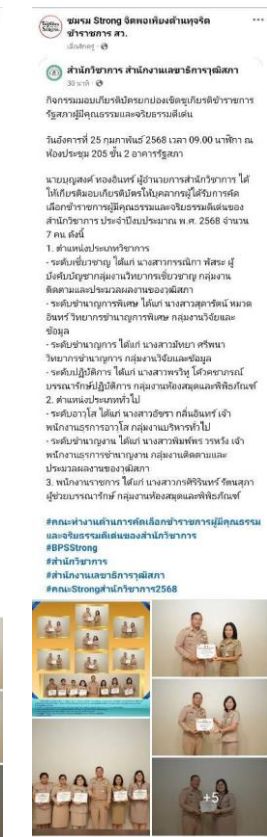 ชมรม Strong จิตพอเพียงต้านทุจริต
ข้าราชการ สว.
สำนักวิชาการ สำนักงานเลขาธิการวุฒิสภา
30 นาที ·
กิจกรรมมอบเกียรติบัตรยกย่องเชิดชูเกียรติข้าราชการ
รัฐสภาผู้มีคุณธรรมและจริยธรรมดีเด่น
วันอังคารที่ 25 กุมภาพันธ์ 2568 เวลา 09.00 นาฬิกา ณ
ห้องประชุม 205 ชั้น 2 อาคารรัฐสภา
นายบุญสงค์ ทองอินทร์ ผู้อำนวยการสำนักวิชาการ ได้
ให้เกียรติมอบเกียรติบัตรให้บุคลากรผู้ได้รับการคัด
เลือกข้าราชการผู้มีคุณธรรมและจริยธรรมดีเด่นของ
สำนักวิชาการ ประจำปีงบประมาณ พ.ศ. 2568 จำนวน
7 คน ดังนี้
1. ตำแหน่งประเภทวิชาการ
- ระดับเชี่ยวชาญ ได้แก่ นางสาวกรรณิกา พัสระ ผู้
บังคับบัญชากลุ่มงานวิทยากรเชี่ยวชาญ กลุ่มงาน
ติดตามและประมวลผลงานของวุฒิสภา
- ระดับชำนาญการพิเศษ ได้แก่ นางสาวสุดารัตน์ หมวด
อินทร์ วิทยากรชำนาญการพิเศษ กลุ่มงานวิจัยและ
ข้อมูล
- ระดับชำนาญการ ได้แก่ นางสาวมัทยา ศรีพนา
วิทยากรชำนาญการ กลุ่มงานวิจัยและข้อมูล
- ระดับปฏิบัติการ ได้แก่ นางสาวพรวิทู โค้วคชาภรณ์
บรรณารักษ์ปฏิบัติการ กลุ่มงานห้องสมุดและพิพิธภัณฑ์
2. ตำแหน่งประเภททั่วไป
- ระดับอาวุโส ได้แก่ นางสาวอัชรา กลิ่นอินทร์ เจ้า
พนักงานธุรการอาวุโส กลุ่มงานบริหารทั่วไป
- ระดับชำนาญงาน ได้แก่ นางสาวพิมพ์พร วรหวัง เจ้า
พนักงานธุรการชำนาญงาน กลุ่มงานติดตามและ
ประมวลผลงานของวุฒิสภา
3. พนักงานราชการ ได้แก่ นางสาวกศิริรินทร์ รัตนสุภา
ผู้ช่วยบรรณารักษ์ กลุ่มงานห้องสมุดและพิพิธภัณฑ์
#คณะทำงานด้านการคัดเลือกข้าราชการผู้มีคุณธรรม
และจริยธรรมดีเด่นของสำนักวิชาการ
#BPSStrong
#สำนักวิชาการ
#สำนักงานเลขาธิการวุฒิสภา
#คณะStrongสำนักวิชาการ2568
+5